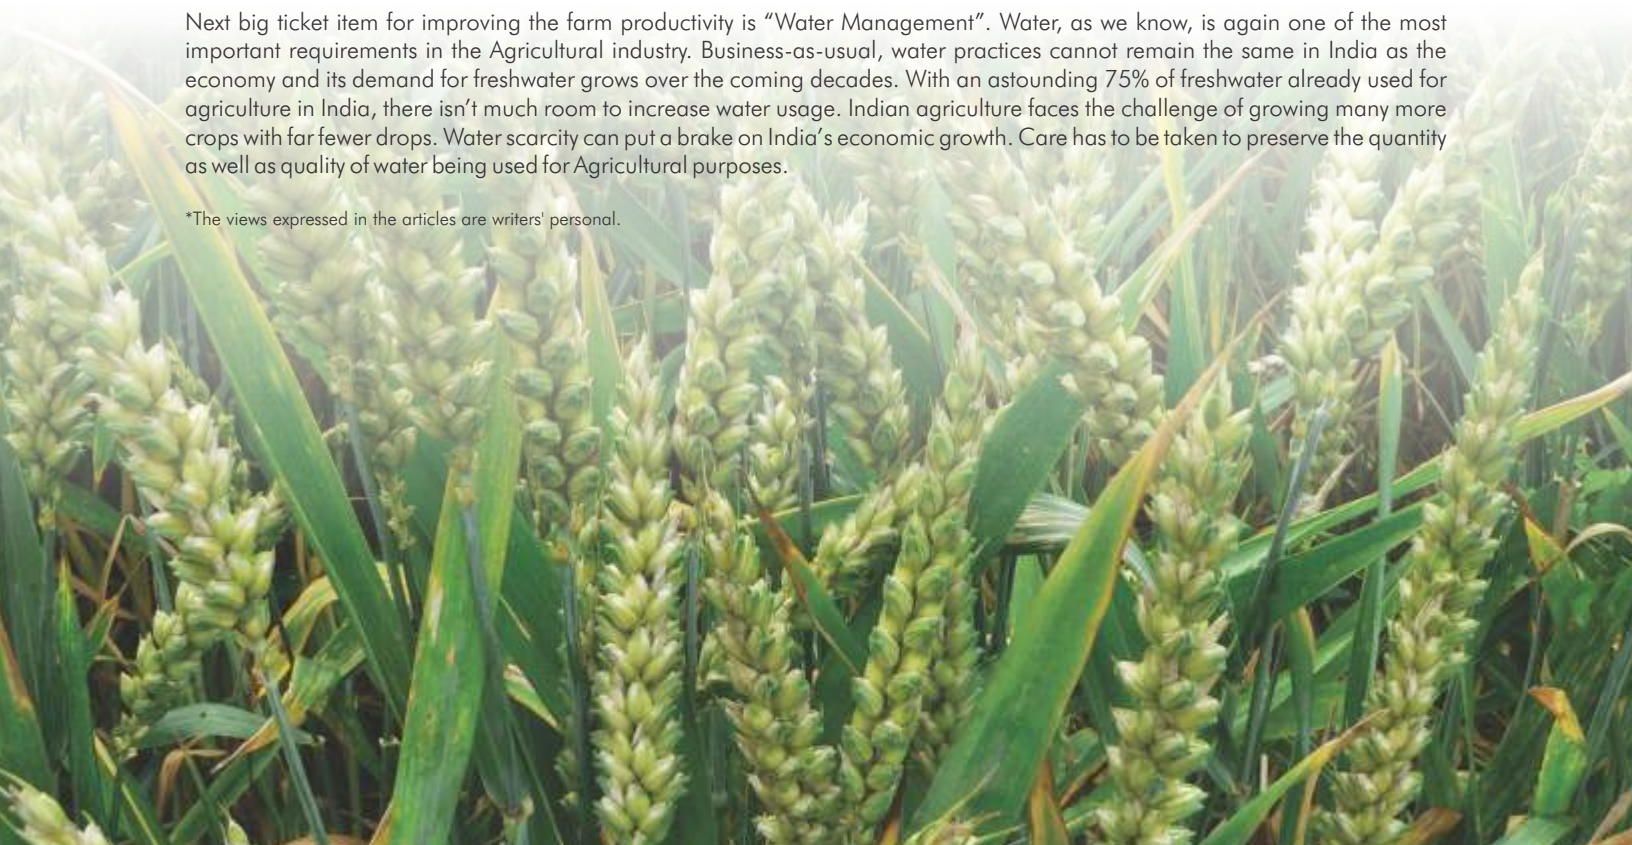 Next big ticket item for improving the farm productivity is “Water Management”. Water, as we know, is again one of the most
important requirements in the Agricultural industry. Business-as-usual, water practices cannot remain the same in India as the
economy and its demand for freshwater grows over the coming decades. With an astounding 75% of freshwater already used for
agriculture in India, there isn’t much room to increase water usage. Indian agriculture faces the challenge of growing many more
crops with far fewer drops. Water scarcity can put a brake on India’s economic growth. Care has to be taken to preserve the quantity
as well as quality of water being used for Agricultural purposes.
*The views expressed in the articles are writers' personal.